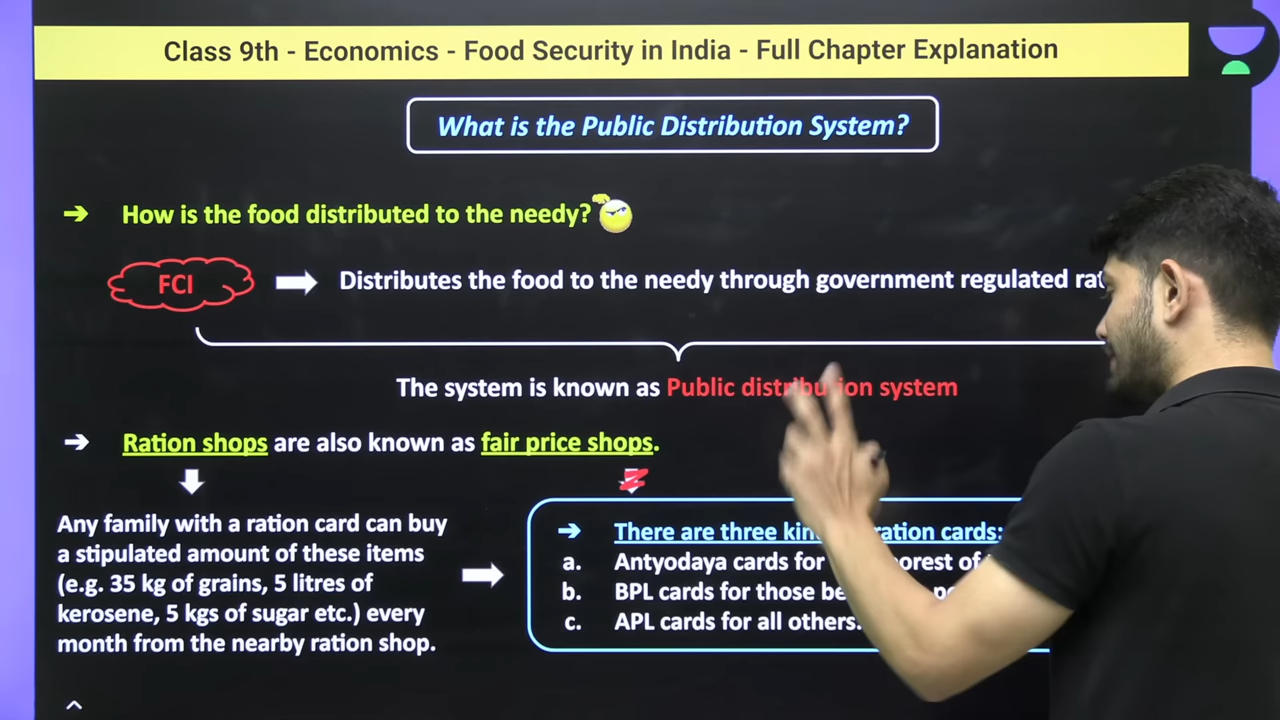 Class 9th - Economics - Food Security in India - Full Chapter Explanation
What is the Public Distribution System?
➔ How is the food distributed to the needy?
FCI
Distributes the food to the needy through government regulated
The system is known as Public distribution system
➔ Ration shops are also known as fair price shops.
Any family with a ration card can buy
a stipulated amount of these items
(e.g. 35 kg of grains, 5 litres of
kerosene, 5 kgs of sugar etc.) every
month from the nearby ration shop.
➔ There are three ration cards:
a. Antyodaya cards for of
b. BPL cards for those
c. APL cards for all others.